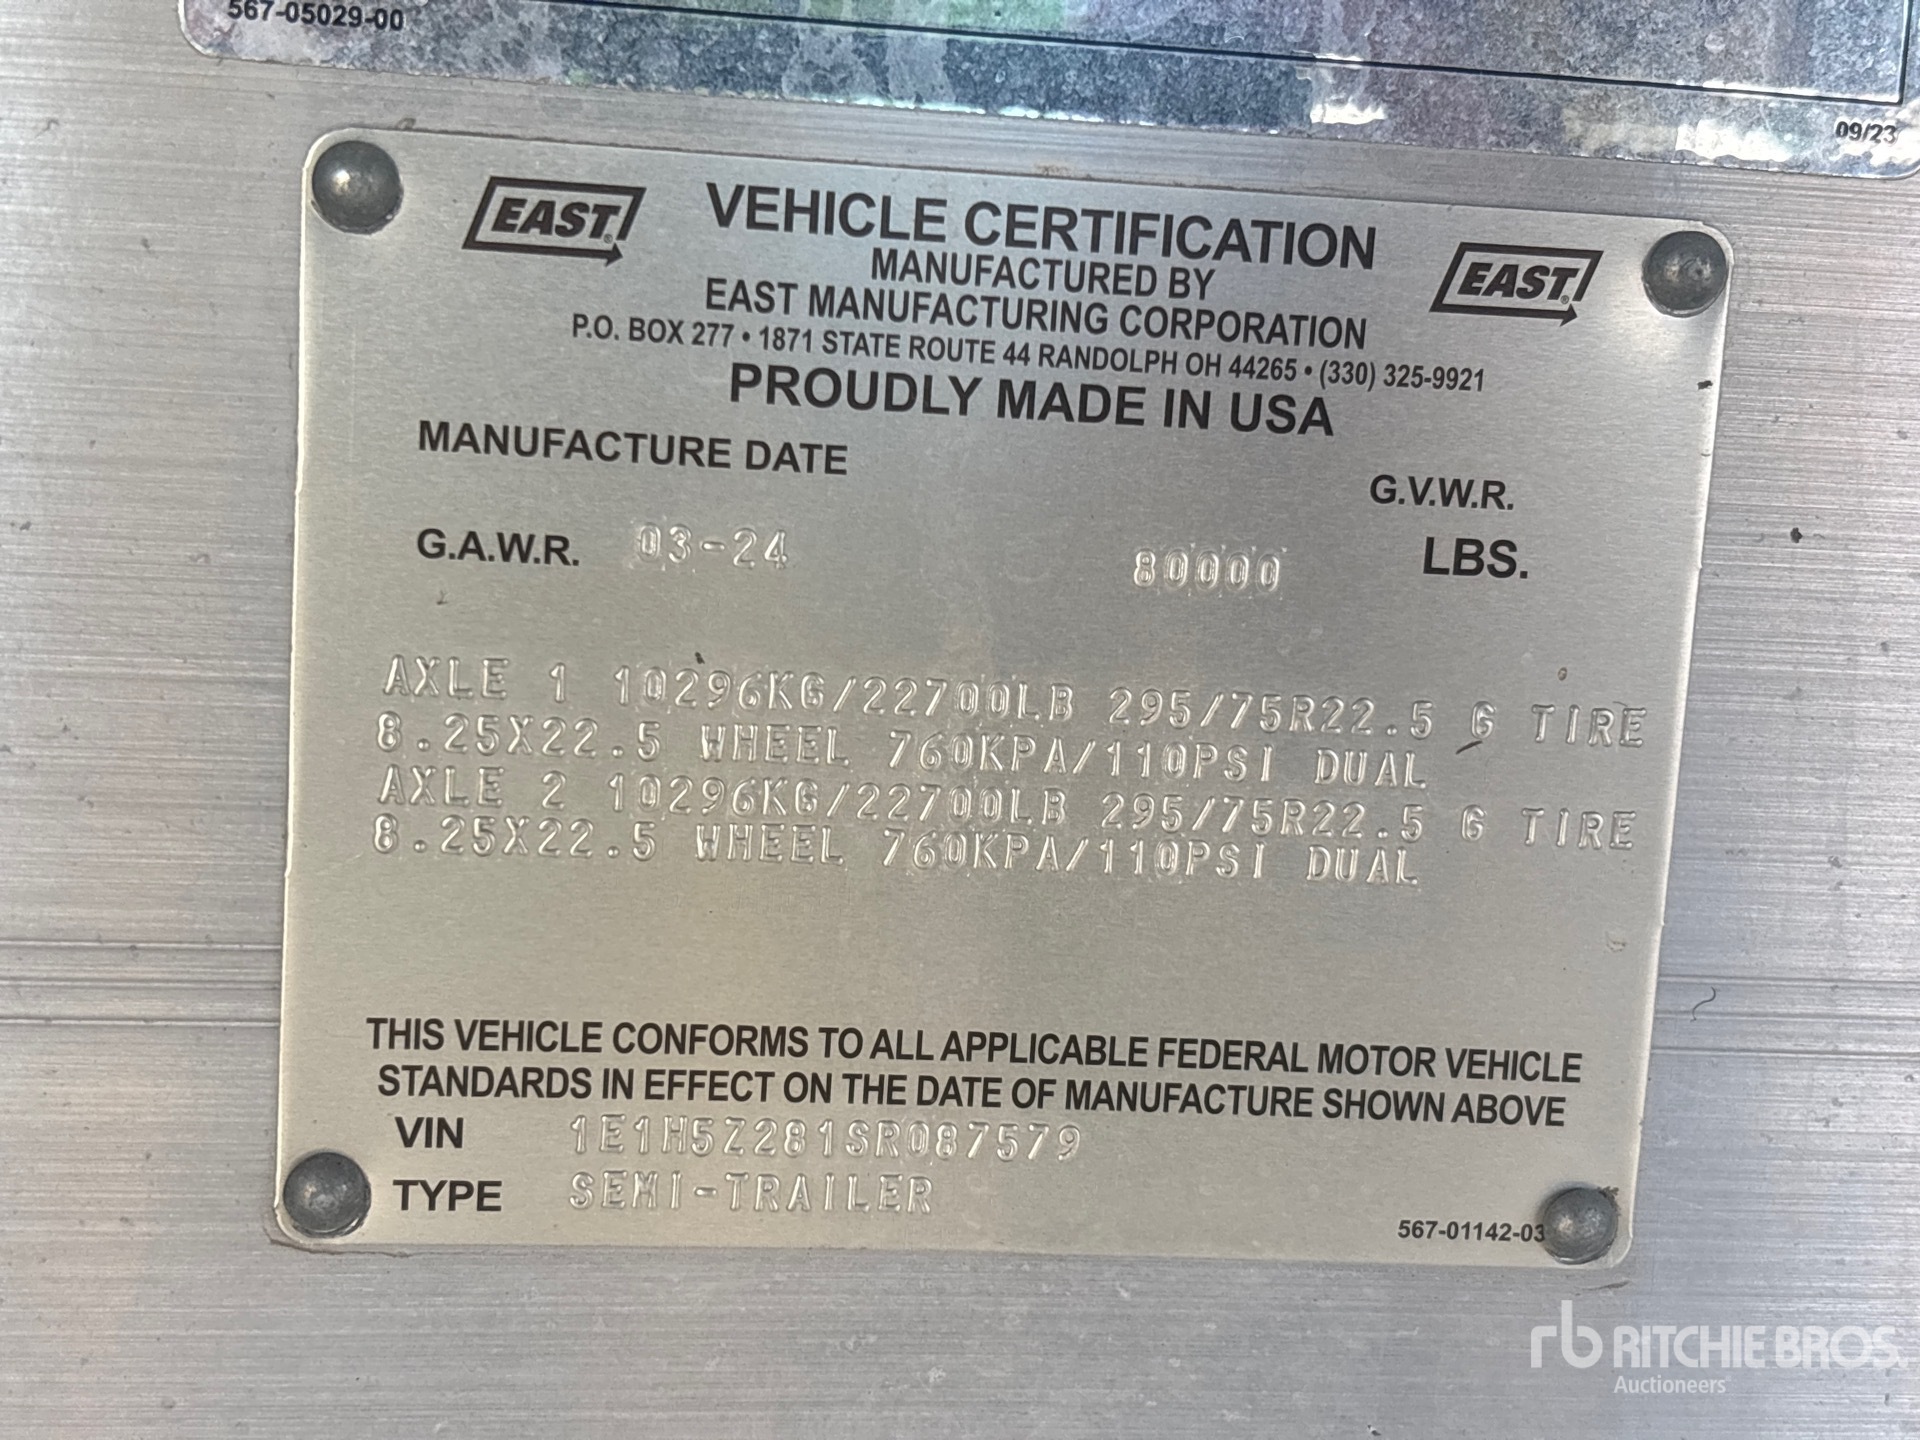 567-05029-00
09/23
EAST® VEHICLE CERTIFICATION EAST®
MANUFACTURED BY
EAST MANUFACTURING CORPORATION
P.O. BOX 277 • 1871 STATE ROUTE 44 RANDOLPH OH 44265 • (330) 325-9921
PROUDLY MADE IN USA
MANUFACTURE DATE
G.V.W.R.
G.A.W.R. 03-24 80000 LBS.
AXLE 1 10296KG/22700LB 295/75R22.5 G TIRE
8.25X22.5 WHEEL 760KPA/110PSI DUAL
AXLE 2 10296KG/22700LB 295/75R22.5 G TIRE
8.25X22.5 WHEEL 760KPA/110PSI DUAL
THIS VEHICLE CONFORMS TO ALL APPLICABLE FEDERAL MOTOR VEHICLE
STANDARDS IN EFFECT ON THE DATE OF MANUFACTURE SHOWN ABOVE
VIN 1E1H5Z281SR087579
TYPE SEMI-TRAILER
567-01142-03
rb RITCHIE BROS.
Auctioneers